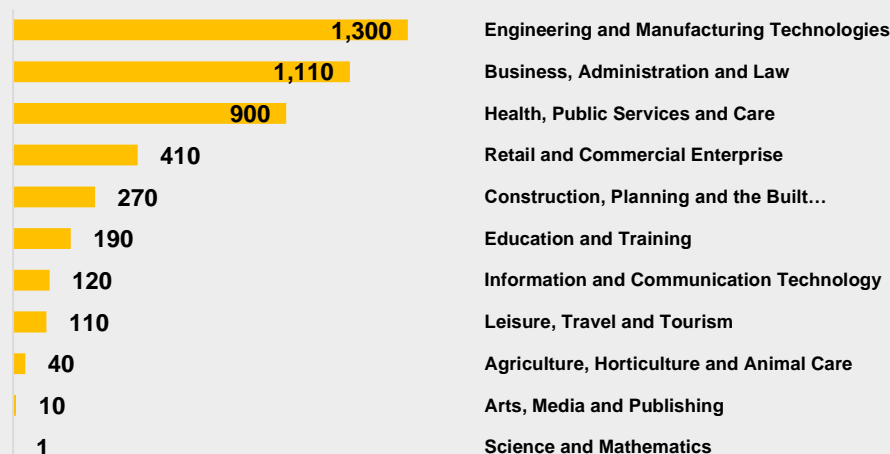 1,300 Engineering and Manufacturing Technologies
1,110 Business, Administration and Law
900 Health, Public Services and Care
410 Retail and Commercial Enterprise
270 Construction, Planning and the Built…
190 Education and Training
120 Information and Communication Technology
110 Leisure, Travel and Tourism
40 Agriculture, Horticulture and Animal Care
10 Arts, Media and Publishing
1 Science and Mathematics